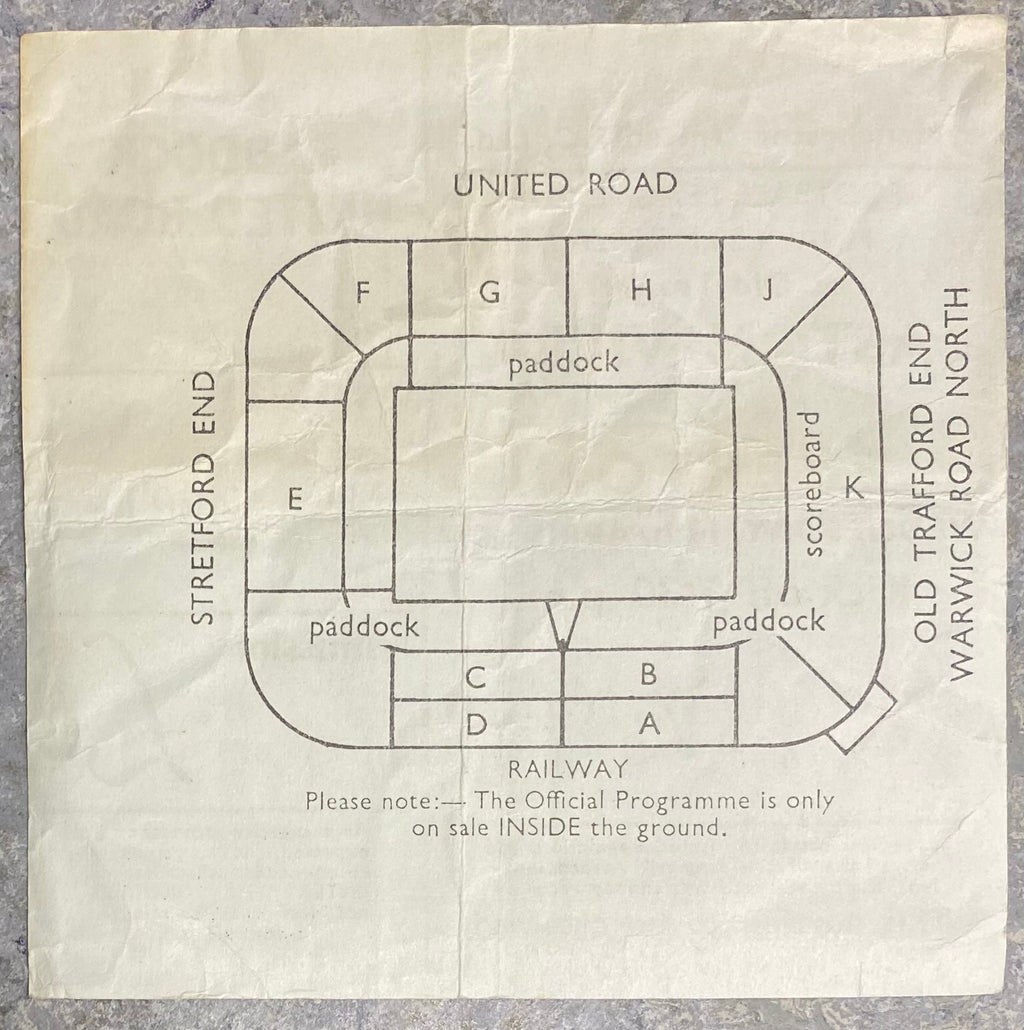 UNITED ROAD
F
G
H
J
paddock
STRETFORD END
E
scoreboard
K
OLD TRAFFORD END
WARWICK ROAD NORTH
paddock
paddock
C
B
D
A
RAILWAY
Please note:— The Official Programme is only
on sale INSIDE the ground.